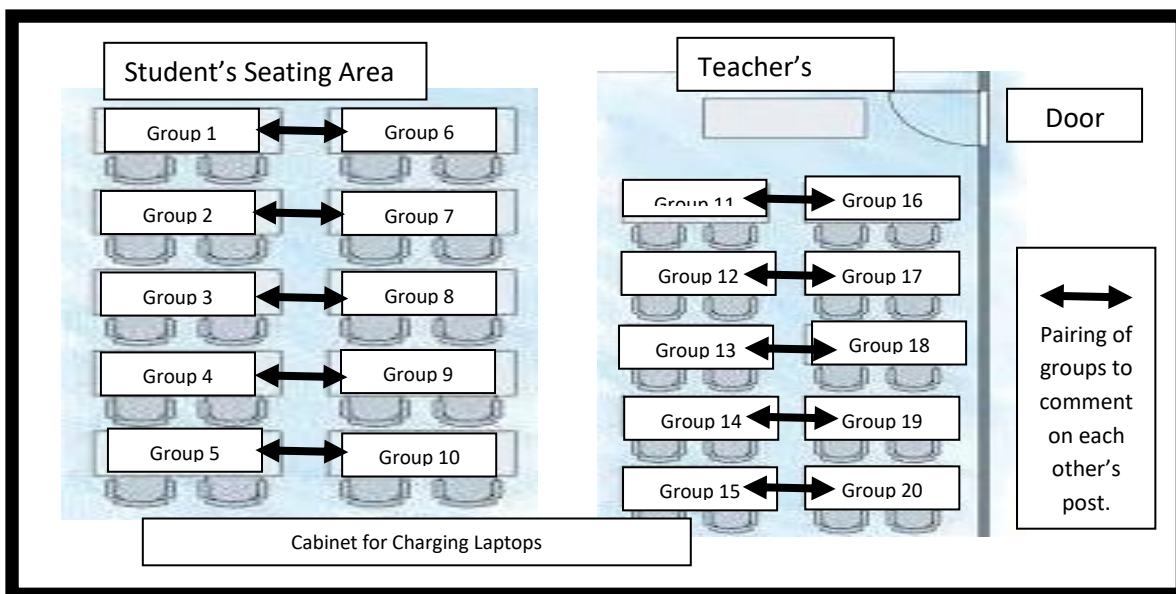 Student's Seating Area
Teacher's
Door
Group 1
Group 6
Group 2
Group 7
Group 3
Group 8
Group 4
Group 9
Group 5
Group 10
Group 11
Group 16
Group 12
Group 17
Group 13
Group 18
Group 14
Group 19
Group 15
Group 20
Pairing of
groups to
comment
on each
other's
post.
Cabinet for Charging Laptops